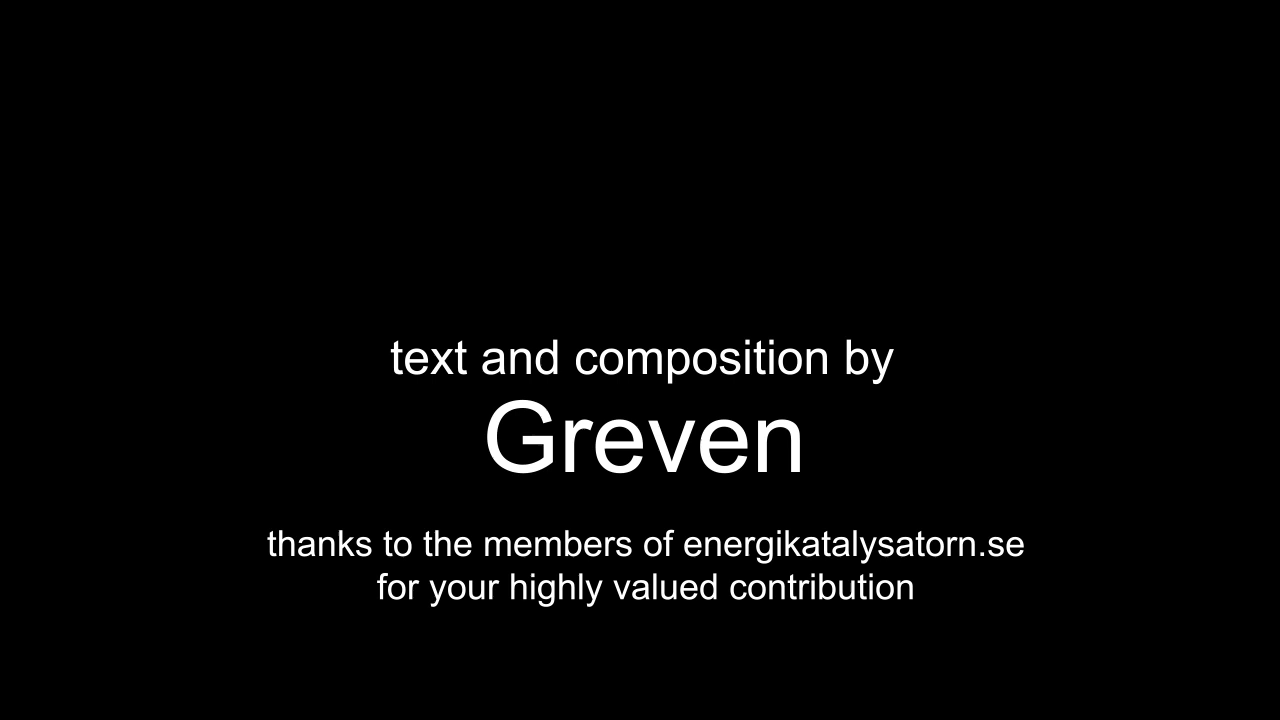 text and composition by
Greven
thanks to the members of energikatalysatorn.se
for your highly valued contribution